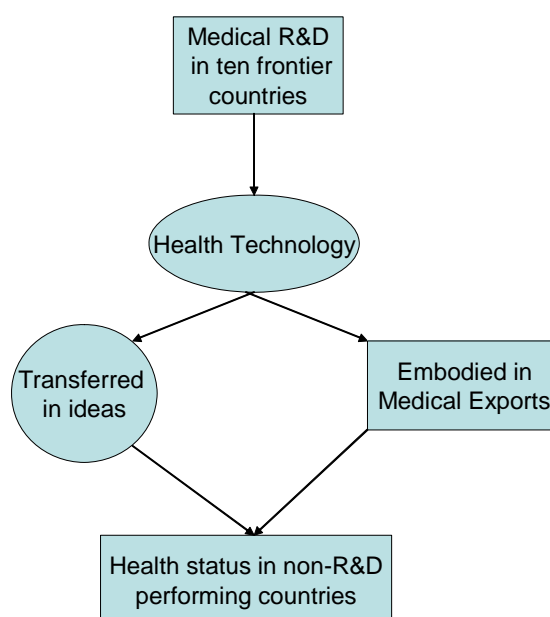 Medical R&D
in ten frontier
countries
Health Technology
Transferred
in ideas
Embodied in
Medical Exports
Health status in non-R&D
performing countries